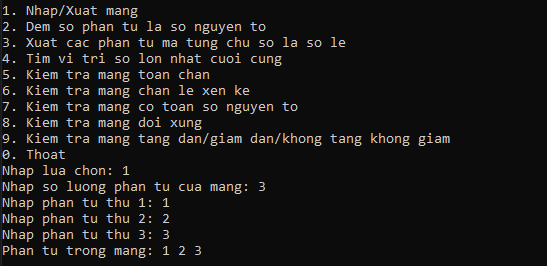 1. Nhap/Xuat mang
2. Dem so phan tu la so nguyen to
3. Xuat cac phan tu ma tung chu so la so le
4. Tim vi tri so lon nhat cuoi cung
5. Kiem tra mang toan chan
6. Kiem tra mang chan le xen ke
7. Kiem tra mang co toan so nguyen to
8. Kiem tra mang doi xung
9. Kiem tra mang tang dan/giam dan/khong tang khong giam
0. Thoat
Nhap lua chon: 1
Nhap so luong phan tu cua mang: 3
Nhap phan tu thu 1: 1
Nhap phan tu thu 2: 2
Nhap phan tu thu 3: 3
Phan tu trong mang: 1 2 3